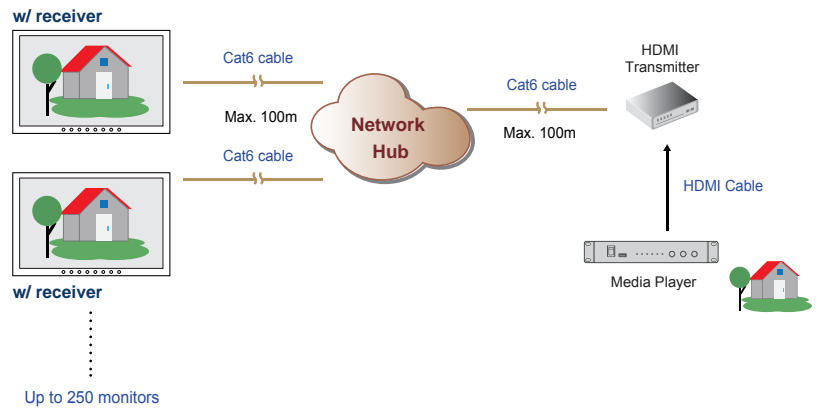 w/ receiver
Cat6 cable
Max. 100m
Cat6 cable
Network
Hub
Cat6 cable
Max. 100m
HDMI
Transmitter
HDMI Cable
Media Player
w/ receiver
Up to 250 monitors